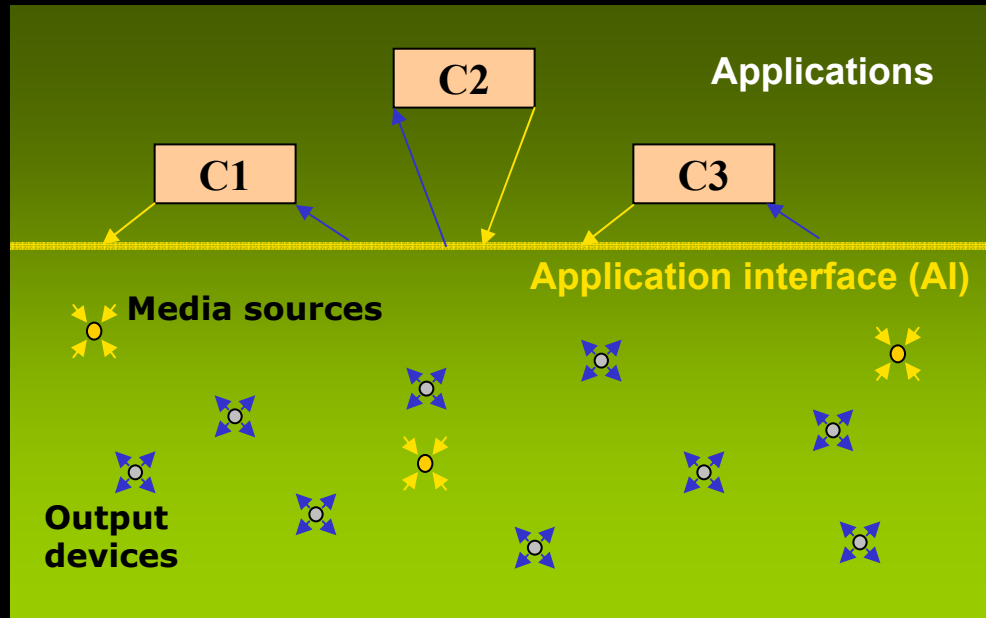 C2
Applications
C1
C3
Application interface (AI)
Media sources
Output
devices